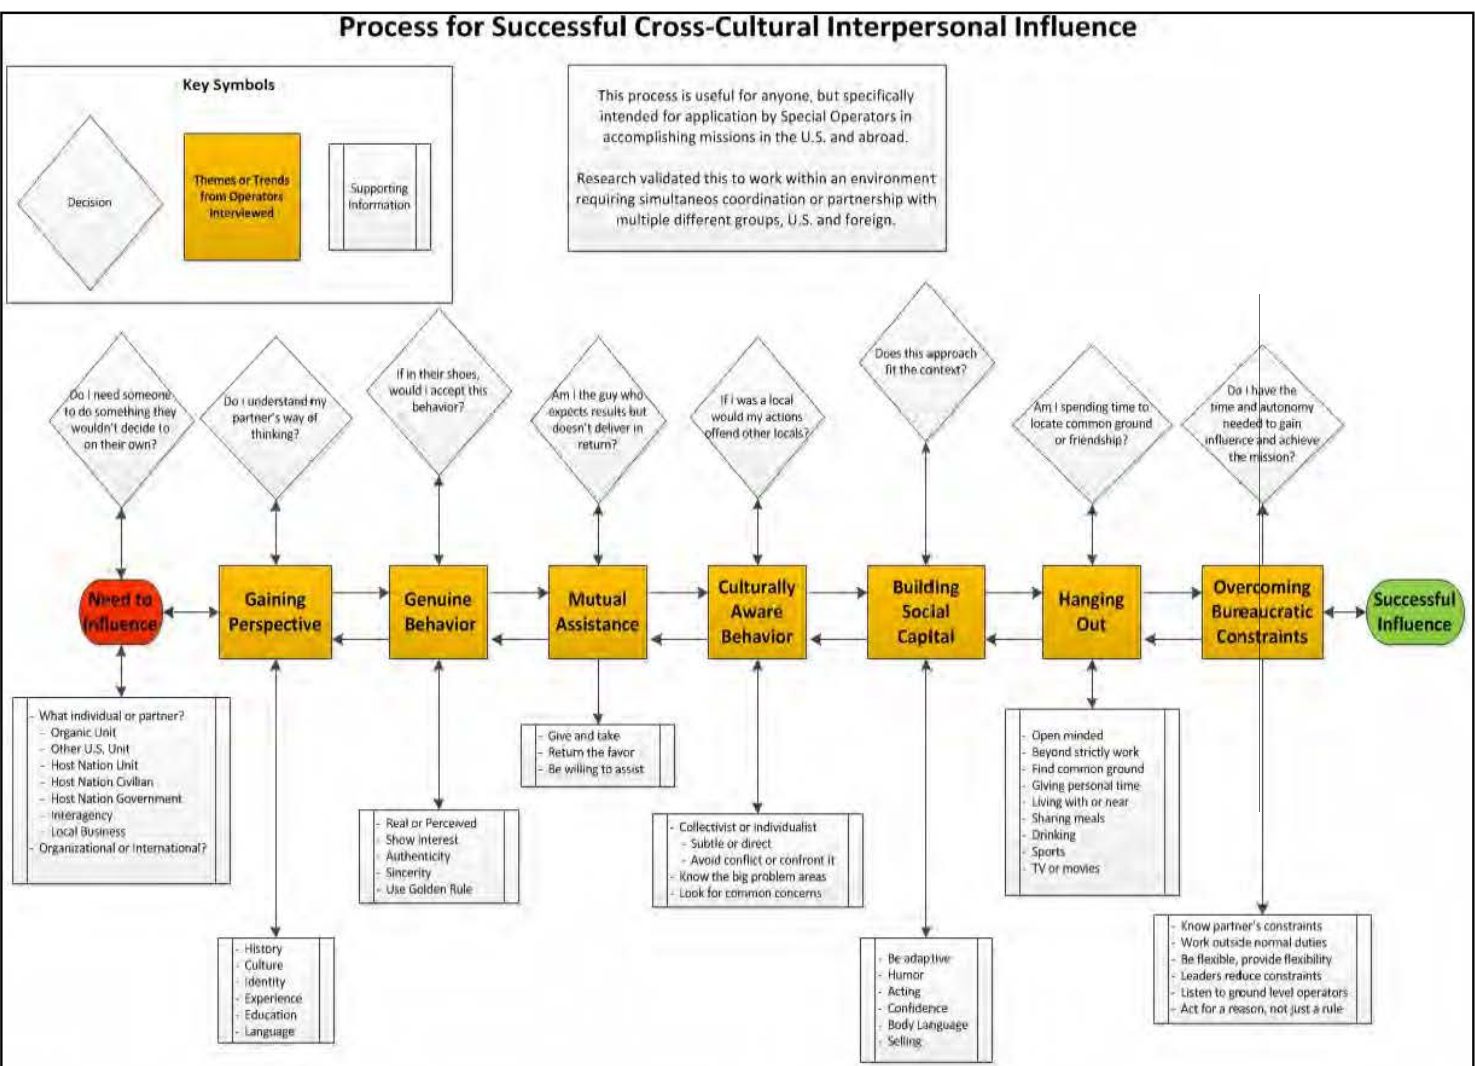 Process for Successful Cross-Cultural Interpersonal Influence
Key Symbols
Decision
Themes or Trends
from Operators
Interviewed
Supporting
Information
This process is useful for anyone, but specifically
intended for application by Special Operators in
accomplishing missions in the U.S. and abroad.
Research validated this to work within an environment
requiring simultaneos coordination or partnership with
multiple different groups, U.S. and foreign.
Do I need someone
to do something they
wouldn't decide to
on their own?
Do I understand my
partner's way of
thinking?
If in their shoes,
would I accept this
behavior?
Am I the guy who
expects results but
doesn't deliver in
return?
If I was a local
would my actions
offend other locals?
Does this approach
fit the context?
Am I spending time to
locate common ground
or friendship?
Do I have the
time and autonomy
needed to gain
influence and achieve
the mission?
Need to
Influence
Gaining
Perspective
Genuine
Behavior
Mutual
Assistance
Culturally
Aware
Behavior
Building
Social
Capital
Hanging
Out
Overcoming
Bureaucratic
Constraints
Successful
Influence
- What individual or partner?
- Organic Unit
- Other U.S. Unit
- Host Nation Unit
- Host Nation Civilian
- Host Nation Government
- Interagency
- Local Business
- Organizational or International?
- History
- Culture
- Identity
- Experience
- Education
- Language
- Real or Perceived
- Show interest
- Authenticity
- Sincerity
- Use Golden Rule
- Give and take
- Return the favor
- Be willing to assist
- Collectivist or individualist
- Subtle or direct
- Avoid conflict or confront it
- Know the big problem areas
- Look for common concerns
- Be adaptive
- Humor
- Acting
- Confidence
- Body Language
- Selling
- Open minded
- Beyond strictly work
- Find common ground
- Giving personal time
- Living with or near
- Sharing meals
- Drinking
- Sports
- TV or movies
- Know partner's constraints
- Work outside normal duties
- Be flexible, provide flexibility
- Leaders reduce constraints
- Listen to ground level operators
- Act for a reason, not just a rule